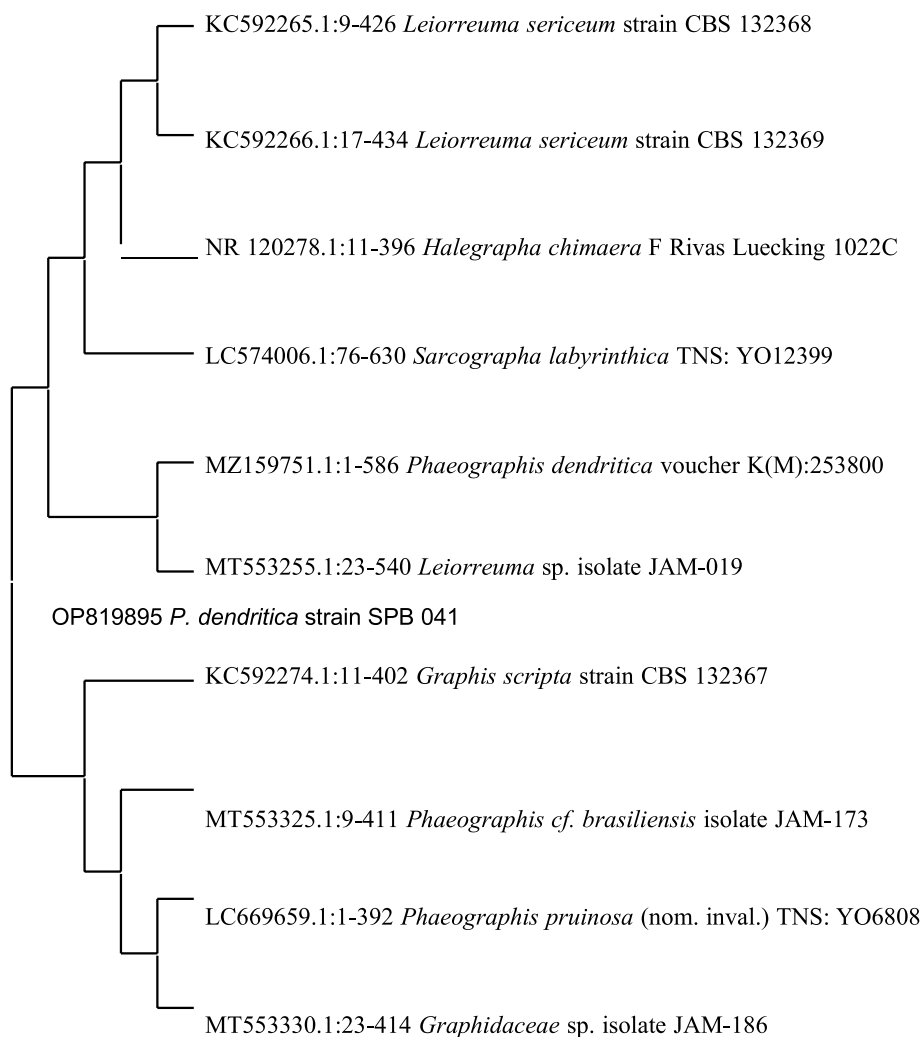 KC592265.1:9-426 Leiorreuma sericeum strain CBS 132368
KC592266.1:17-434 Leiorreuma sericeum strain CBS 132369
NR 120278.1:11-396 Halegrapha chimaera F Rivas Luecking 1022C
LC574006.1:76-630 Sarcographa labyrinthica TNS: YO12399
MZ159751.1:1-586 Phaeographis dendritica voucher K(M):253800
MT553255.1:23-540 Leiorreuma sp. isolate JAM-019
OP819895 P. dendritica strain SPB 041
KC592274.1:11-402 Graphis scripta strain CBS 132367
MT553325.1:9-411 Phaeographis cf. brasiliensis isolate JAM-173
LC669659.1:1-392 Phaeographis pruinosa (nom. inval.) TNS: YO6808
MT553330.1:23-414 Graphidaceae sp. isolate JAM-186